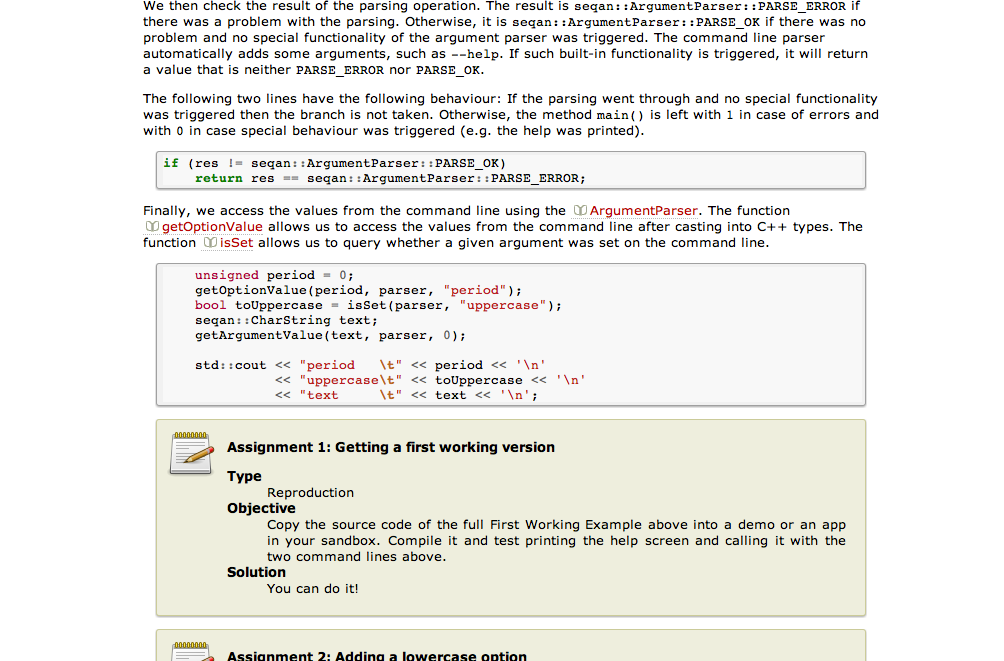 We then check the result of the parsing operation. The result is seqan::ArgumentParser::PARSE_ERROR if
there was a problem with the parsing. Otherwise, it is seqan::ArgumentParser::PARSE_OK if there was no
problem and no special functionality of the argument parser was triggered. The command line parser
automatically adds some arguments, such as --help. If such built-in functionality is triggered, it will return
a value that is neither PARSE_ERROR nor PARSE_OK.
The following two lines have the following behaviour: If the parsing went through and no special functionality
was triggered then the branch is not taken. Otherwise, the method main() is left with 1 in case of errors and
with 0 in case special behaviour was triggered (e.g. the help was printed).
if (res != seqan::ArgumentParser::PARSE_OK)
    return res == seqan::ArgumentParser::PARSE_ERROR;
Finally, we access the values from the command line using the ArgumentParser. The function
getOptionValue allows us to access the values from the command line after casting into C++ types. The
function isSet allows us to query whether a given argument was set on the command line.
    unsigned period = 0;
    getOptionValue(period, parser, "period");
    bool toUppercase = isSet(parser, "uppercase");
    seqan::CharString text;
    getArgumentValue(text, parser, 0);
    std::cout << "period   \t" << period << '\n'
              << "uppercase\t" << toUppercase << '\n'
              << "text     \t" << text << '\n';
Assignment 1: Getting a first working version
Type
Reproduction
Objective
Copy the source code of the full First Working Example above into a demo or an app
in your sandbox. Compile it and test printing the help screen and calling it with the
two command lines above.
Solution
You can do it!
Assignment 2: Adding a lowercase option